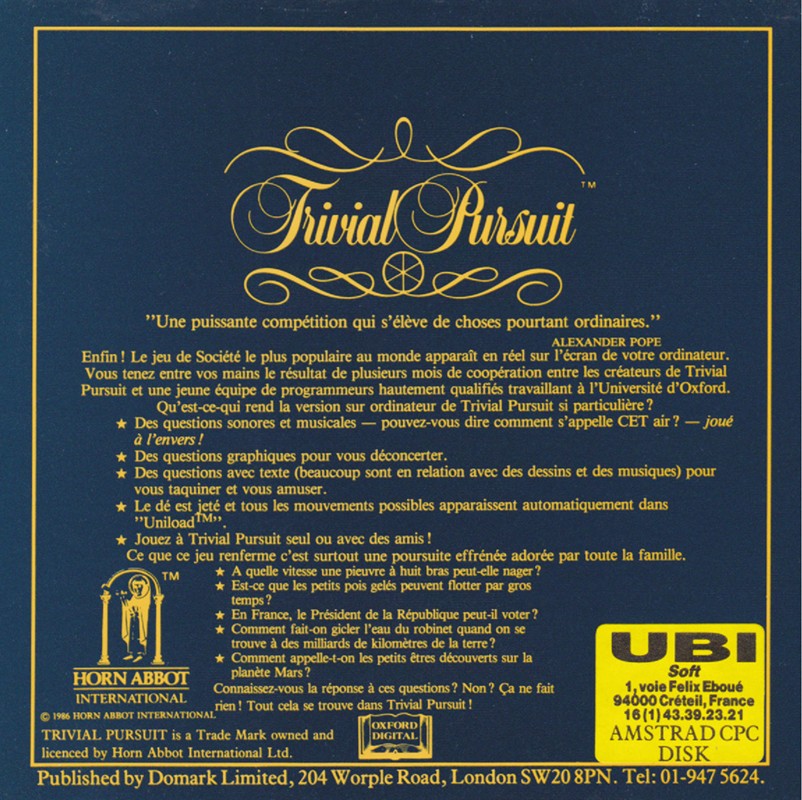 Trivial Pursuit ™
"Une puissante compétition qui s'élève de choses pourtant ordinaires."
ALEXANDER POPE
Enfin ! Le jeu de Société le plus populaire au monde apparaît en réel sur l'écran de votre ordinateur.
Vous tenez entre vos mains le résultat de plusieurs mois de coopération entre les créateurs de Trivial
Pursuit et une jeune équipe de programmeurs hautement qualifiés travaillant à l'Université d'Oxford.
Qu'est-ce-qui rend la version sur ordinateur de Trivial Pursuit si particulière ?
★ Des questions sonores et musicales — pouvez-vous dire comment s'appelle CET air ? — joué
à l'envers !
★ Des questions graphiques pour vous déconcerter.
★ Des questions avec texte (beaucoup sont en relation avec des dessins et des musiques) pour
vous taquiner et vous amuser.
★ Le dé est jeté et tous les mouvements possibles apparaissent automatiquement dans
"Uniload™".
★ Jouez à Trivial Pursuit seul ou avec des amis !
Ce que ce jeu renferme c'est surtout une poursuite effrénée adorée par toute la famille.
★ A quelle vitesse une pieuvre à huit bras peut-elle nager ?
★ Est-ce que les petits pois gelés peuvent flotter par gros
temps ?
★ En France, le Président de la République peut-il voter ?
★ Comment fait-on gicler l'eau du robinet quand on se
trouve à des milliards de kilomètres de la terre ?
★ Comment appelle-t-on les petits êtres découverts sur la
planète Mars ?
Connaissez-vous la réponse à ces questions ? Non ? Ça ne fait
rien ! Tout cela se trouve dans Trivial Pursuit !
TM
HORN ABBOT
INTERNATIONAL
© 1986 HORN ABBOT INTERNATIONAL
TRIVIAL PURSUIT is a Trade Mark owned and
licenced by Horn Abbot International Ltd.
OXFORD
DIGITAL
UBI
Soft
1, voie Felix Eboué
94000 Créteil, France
16 (1) 43.39.23.21
AMSTRAD CPC
DISK
Published by Domark Limited, 204 Worple Road, London SW20 8PN. Tel: 01-947 5624.